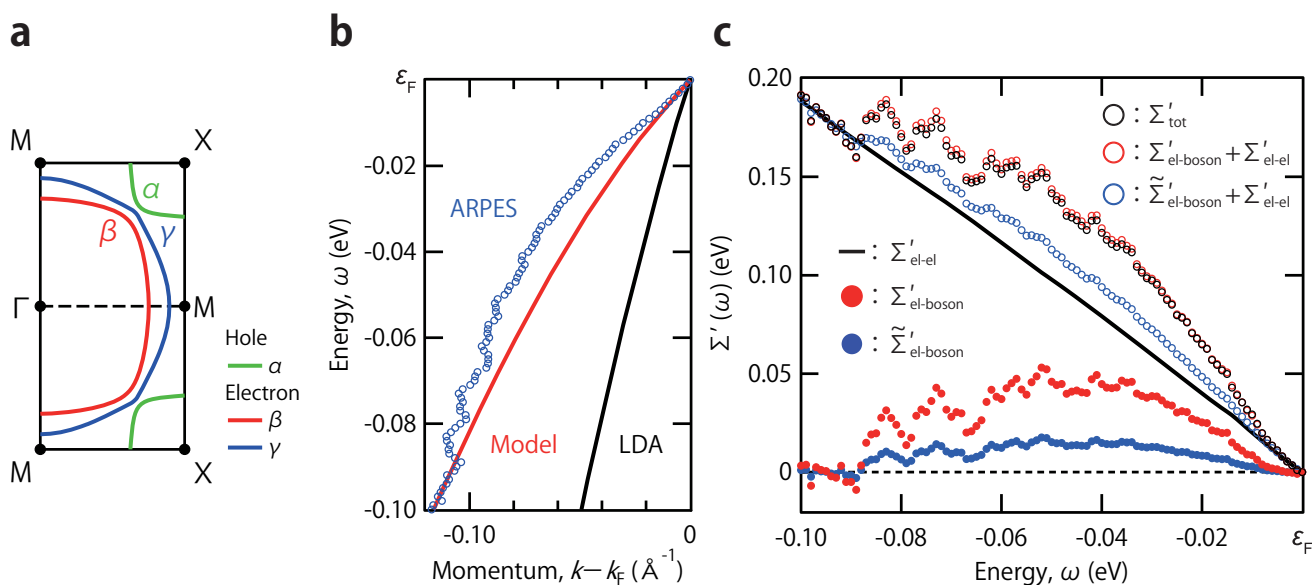 a
M
X
α
β
γ
Γ
M
Hole
α
Electron
β
γ
M
X
b
ε_F
-0.02
-0.04
-0.06
-0.08
-0.10
Energy, ω (eV)
ARPES
Model
LDA
-0.10
0
Momentum, k−k_F (Å⁻¹)
c
0.20
0.15
0.10
0.05
0
Σ′(ω) (eV)
: Σ′_tot
: Σ′_el-boson + Σ′_el-el
: Σ̃′_el-boson + Σ′_el-el
: Σ′_el-el
: Σ′_el-boson
: Σ̃′_el-boson
-0.10
-0.08
-0.06
-0.04
-0.02
ε_F
Energy, ω (eV)